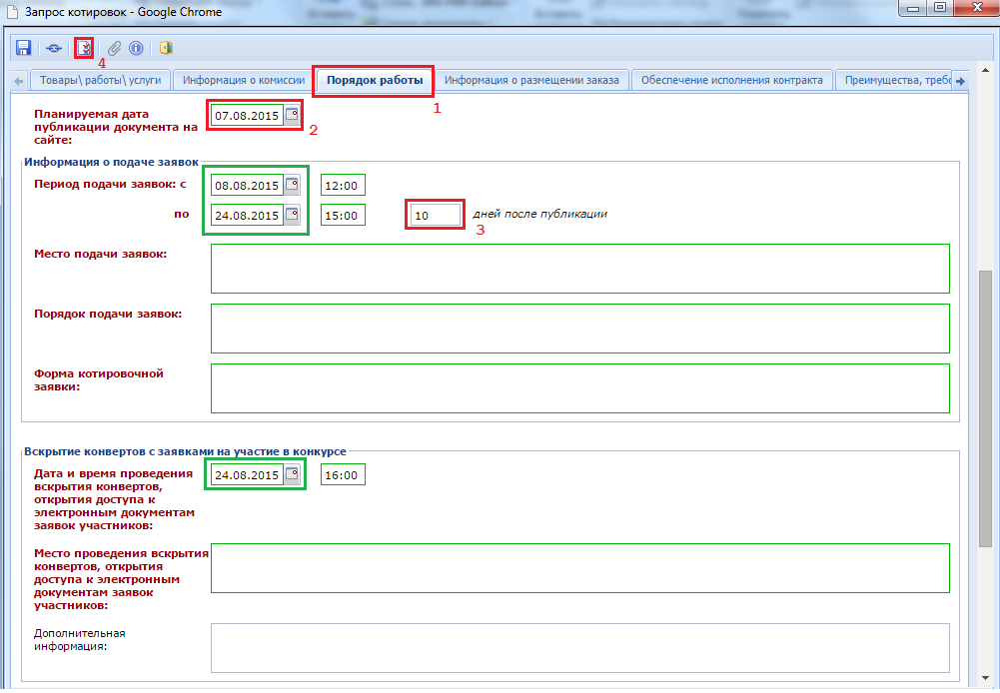 Запрос котировок - Google Chrome
4
Товары\ работы\ услуги
Информация о комиссии
Порядок работы
Информация о размещении заказа
Обеспечение исполнения контракта
Преимущества, требо
1
Планируемая дата
публикации документа на
сайте:
07.08.2015
2
Информация о подаче заявок
Период подачи заявок: с
08.08.2015
12:00
по
24.08.2015
15:00
10
дней после публикации
3
Место подачи заявок:
Порядок подачи заявок:
Форма котировочной
заявки:
Вскрытие конвертов с заявками на участие в конкурсе
Дата и время проведения
вскрытия конвертов,
открытия доступа к
электронным документам
заявок участников:
24.08.2015
16:00
Место проведения вскрытия
конвертов, открытия
доступа к электронным
документам заявок
участников:
Дополнительная
информация: